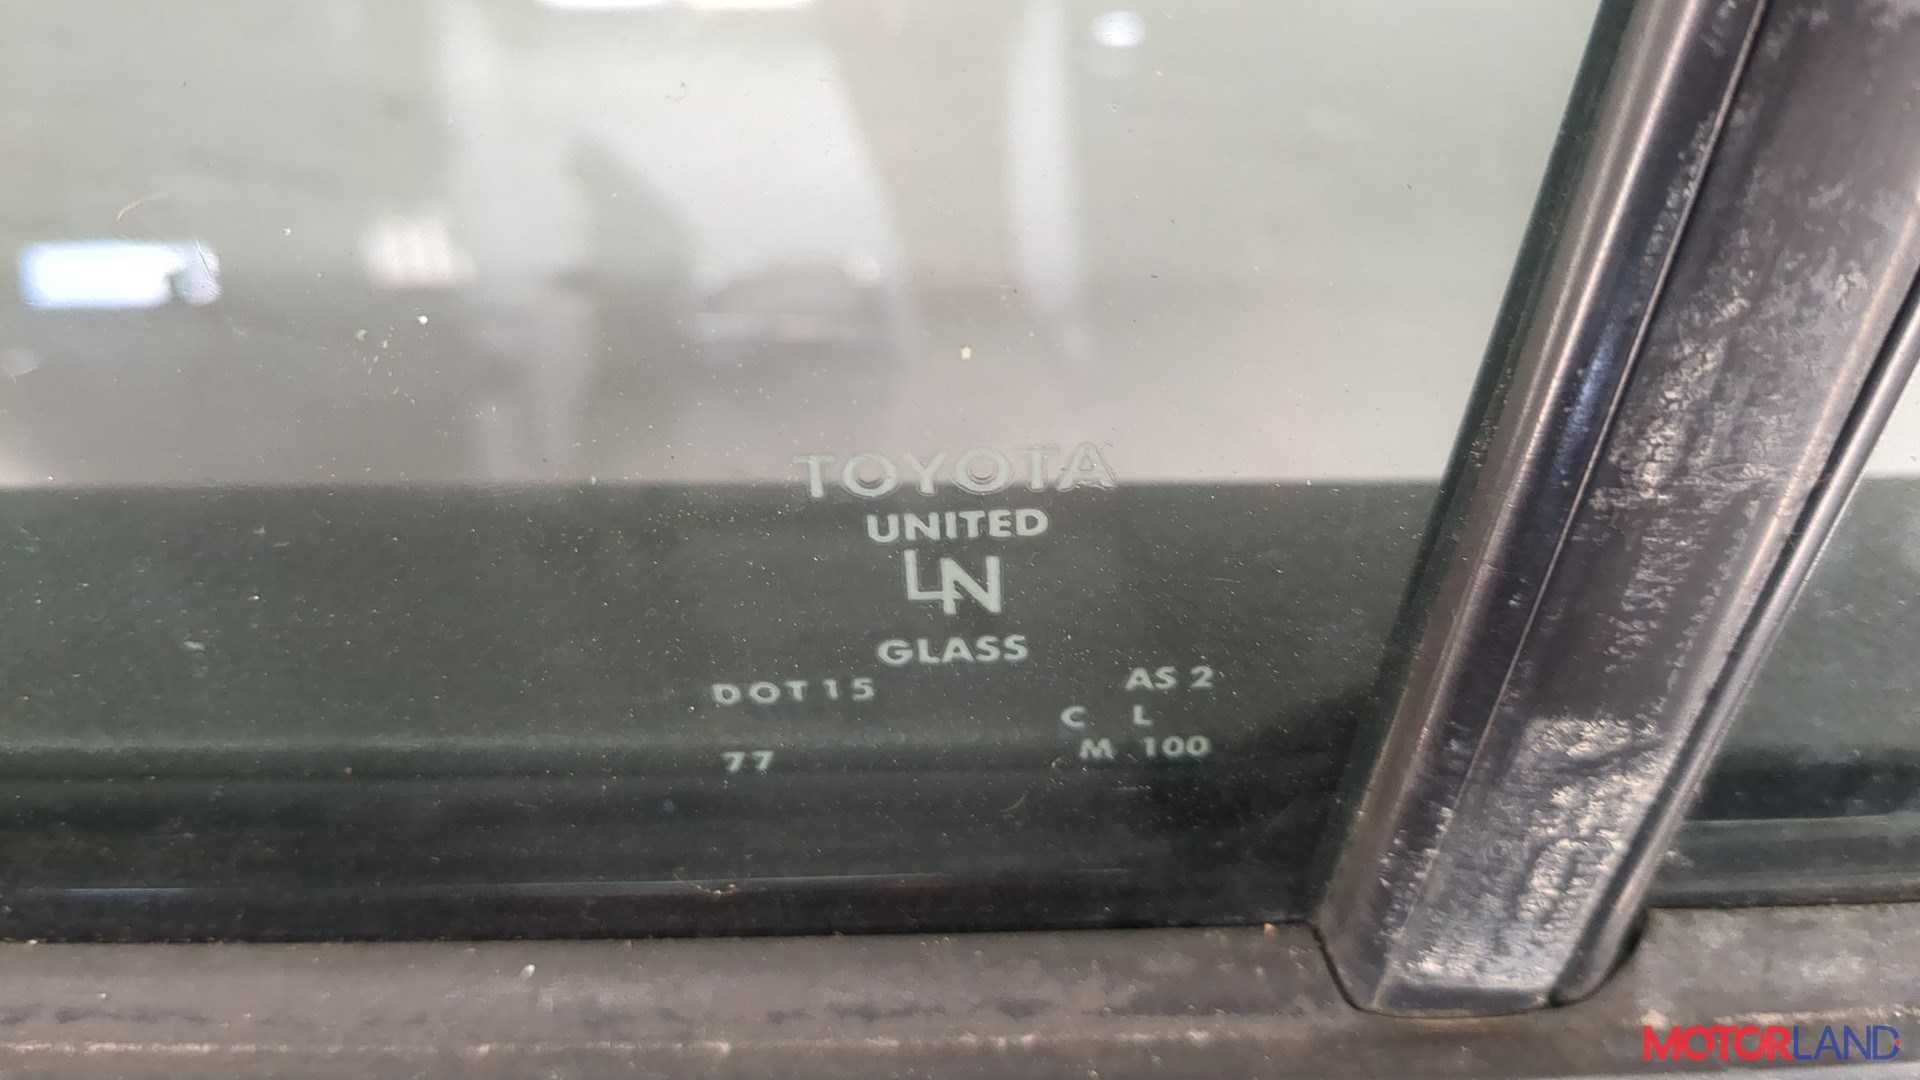 TOYOTA
UNITED
LN
GLASS
DOT 15 AS 2
C L
77 M 100
MOTORLAND